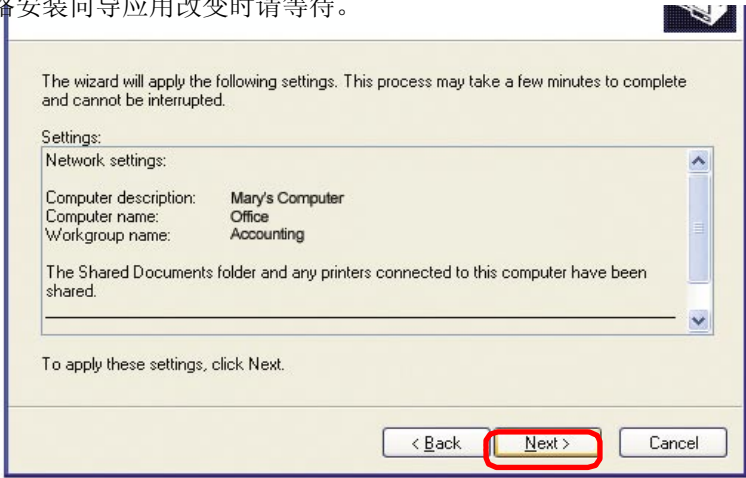 安装向导应用改变时请等待。
The wizard will apply the following settings. This process may take a few minutes to complete
and cannot be interrupted.
Settings:
Network settings:
Computer description: Mary's Computer
Computer name: Office
Workgroup name: Accounting
The Shared Documents folder and any printers connected to this computer have been
shared.
To apply these settings, click Next.
< Back Next > Cancel